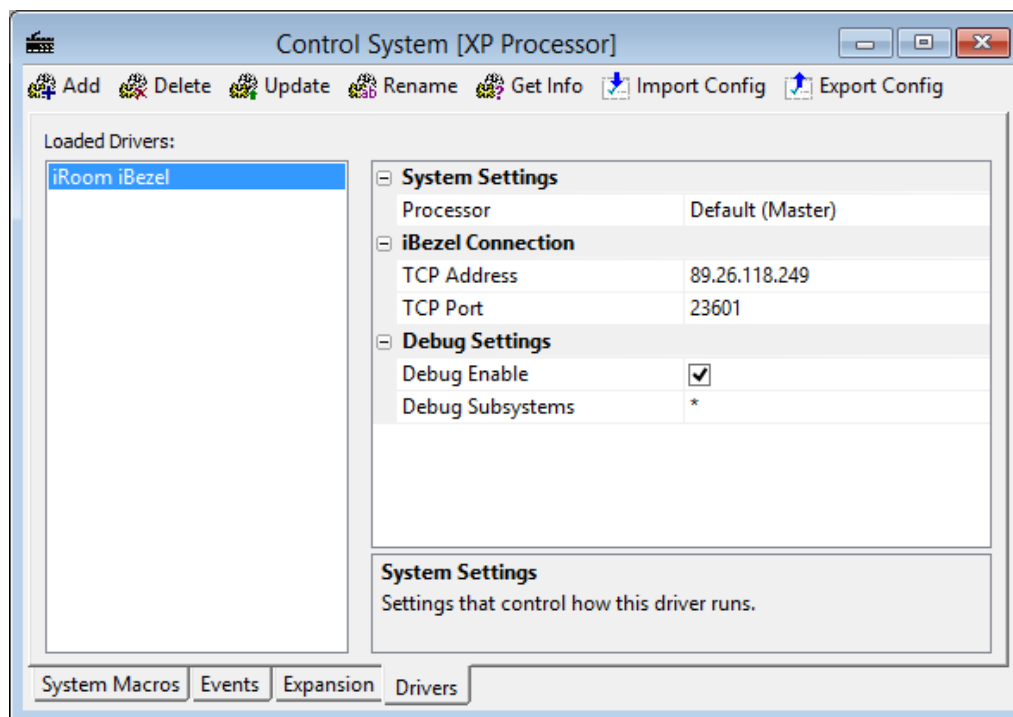 Control System [XP Processor]
Add Delete Update Rename Get Info Import Config Export Config
Loaded Drivers:
iRoom iBezel
System Settings
Processor Default (Master)
iBezel Connection
TCP Address 89.26.118.249
TCP Port 23601
Debug Settings
Debug Enable
Debug Subsystems *
System Settings
Settings that control how this driver runs.
System Macros Events Expansion Drivers